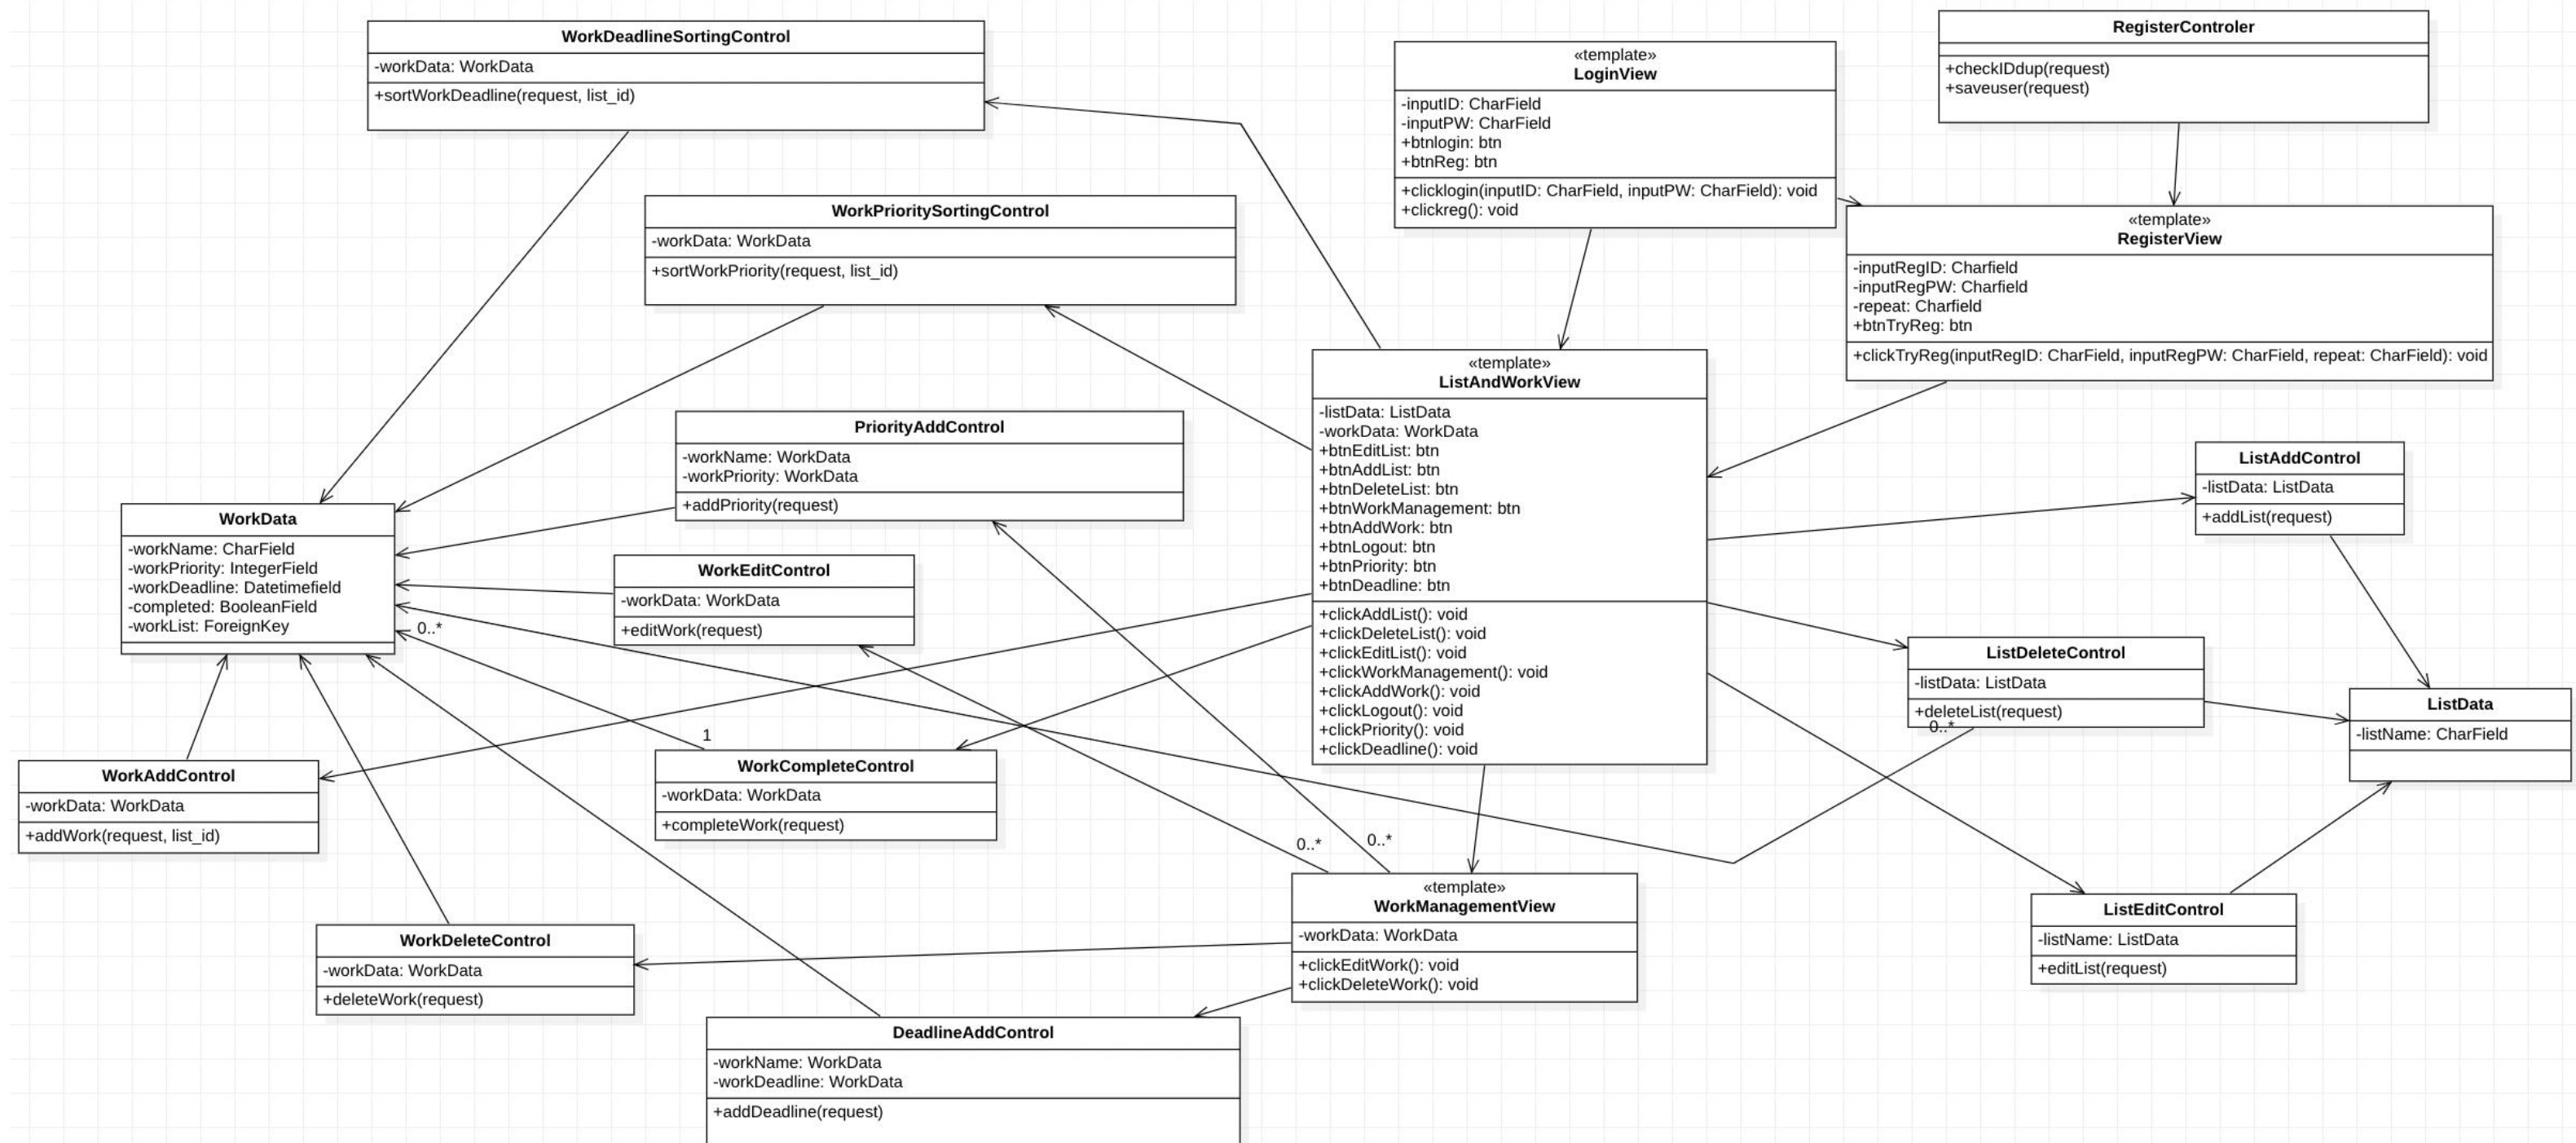 WorkDeadlineSortingControl
-workData: WorkData
+sortWorkDeadline(request, list_id)
«template»
LoginView
-inputID: CharField
-inputPW: CharField
+btnlogin: btn
+btnReg: btn
+clicklogin(inputID: CharField, inputPW: CharField): void
+clickreg(): void
RegisterControler
+checkIDdup(request)
+saveuser(request)
WorkPrioritySortingControl
-workData: WorkData
+sortWorkPriority(request, list_id)
«template»
RegisterView
-inputRegID: Charfield
-inputRegPW: Charfield
-repeat: Charfield
+btnTryReg: btn
+clickTryReg(inputRegID: CharField, inputRegPW: CharField, repeat: CharField): void
«template»
ListAndWorkView
-listData: ListData
-workData: WorkData
+btnEditList: btn
+btnAddList: btn
+btnDeleteList: btn
+btnWorkManagement: btn
+btnAddWork: btn
+btnLogout: btn
+btnPriority: btn
+btnDeadline: btn
+clickAddList(): void
+clickDeleteList(): void
+clickEditList(): void
+clickWorkManagement(): void
+clickAddWork(): void
+clickLogout(): void
+clickPriority(): void
+clickDeadline(): void
PriorityAddControl
-workName: WorkData
-workPriority: WorkData
+addPriority(request)
ListAddControl
-listData: ListData
+addList(request)
WorkData
-workName: CharField
-workPriority: IntegerField
-workDeadline: Datetimefield
-completed: BooleanField
-workList: ForeignKey
0..*
WorkEditControl
-workData: WorkData
+editWork(request)
ListDeleteControl
-listData: ListData
+deleteList(request)
0..*
ListData
-listName: CharField
1
WorkCompleteControl
-workData: WorkData
+completeWork(request)
WorkAddControl
-workData: WorkData
+addWork(request, list_id)
0..*
0..*
«template»
WorkManagementView
-workData: WorkData
+clickEditWork(): void
+clickDeleteWork(): void
ListEditControl
-listName: ListData
+editList(request)
WorkDeleteControl
-workData: WorkData
+deleteWork(request)
DeadlineAddControl
-workName: WorkData
-workDeadline: WorkData
+addDeadline(request)